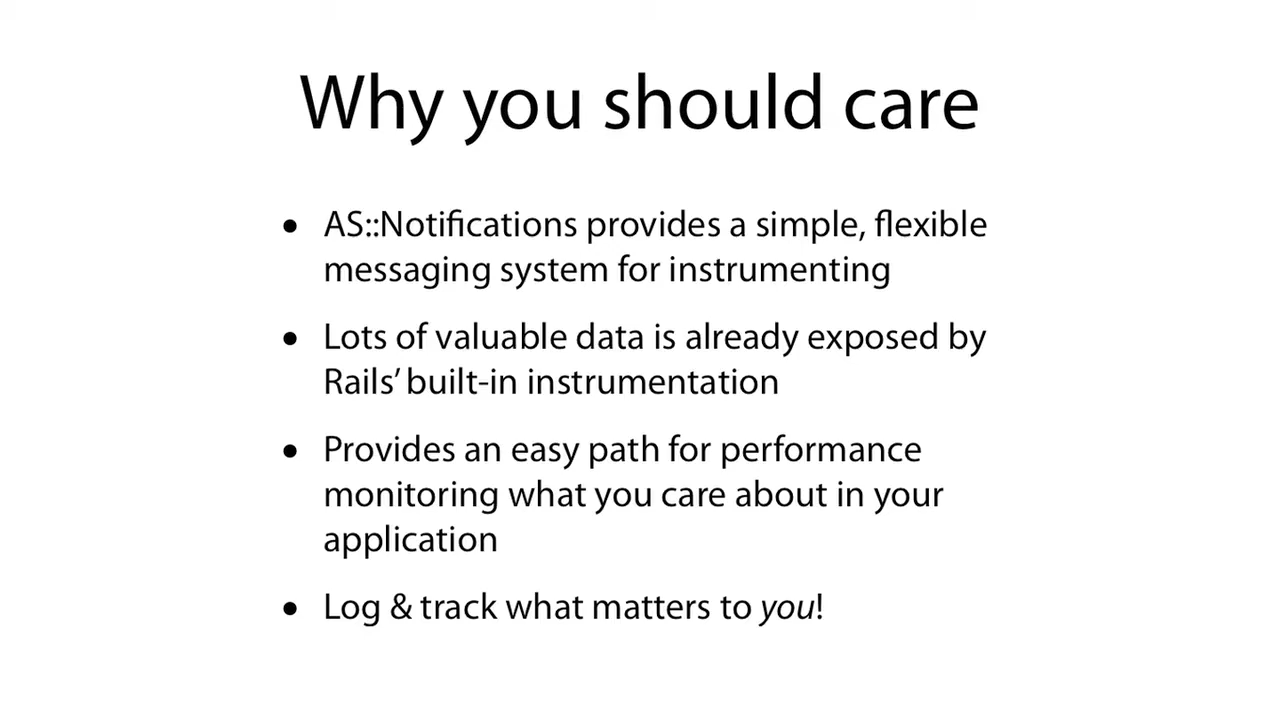 Why you should care
• AS::Notifications provides a simple, flexible
messaging system for instrumenting
• Lots of valuable data is already exposed by
Rails’ built-in instrumentation
• Provides an easy path for performance
monitoring what you care about in your
application
• Log & track what matters to you!